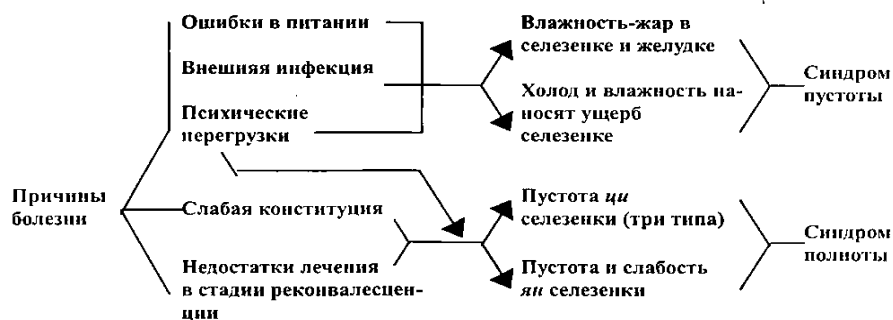 Ошибки в питании
Внешняя инфекция
Психические
перегрузки
Причины
болезни
Слабая конституция
Недостатки лечения
в стадии реконвалесцен-
ции
Влажность-жар в
селезенке и желудке
Холод и влажность на-
носят ущерб
селезенке
Синдром
пустоты
Пустота ци
селезенки (три типа)
Пустота и слабость
ян селезенки
Синдром
полноты